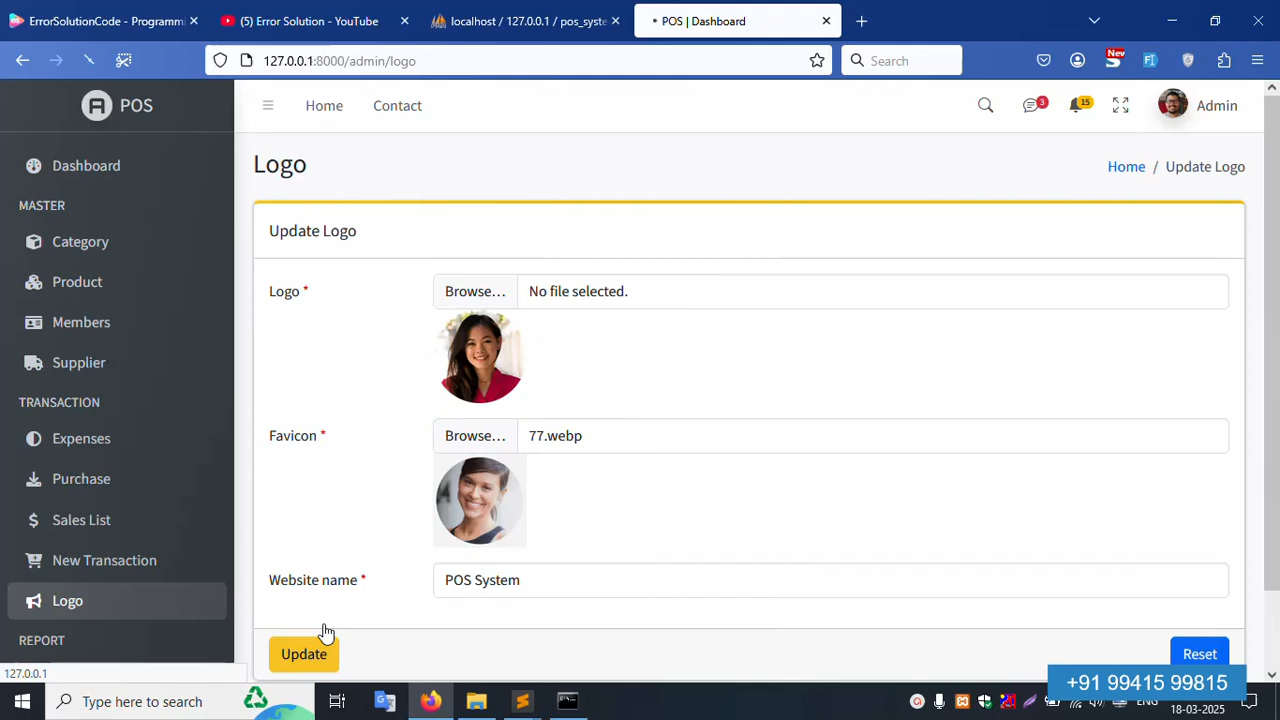 ErrorSolutionCode - Programmi
(5) Error Solution - YouTube
localhost / 127.0.0.1 / pos_syste
POS | Dashboard
127.0.0.1:8000/admin/logo
Search
New
POS
Home
Contact
3
15
Admin
Dashboard
Logo
Home / Update Logo
MASTER
Update Logo
Category
Product
Logo *
Browse... No file selected.
Members
Supplier
TRANSACTION
Expenses
Favicon *
Browse... 77.webp
Purchase
Sales List
New Transaction
Website name *
POS System
Logo
REPORT
Update
Reset
127.0.0.1
+91 99415 99815
Type here to search
ENG
18-03-2025